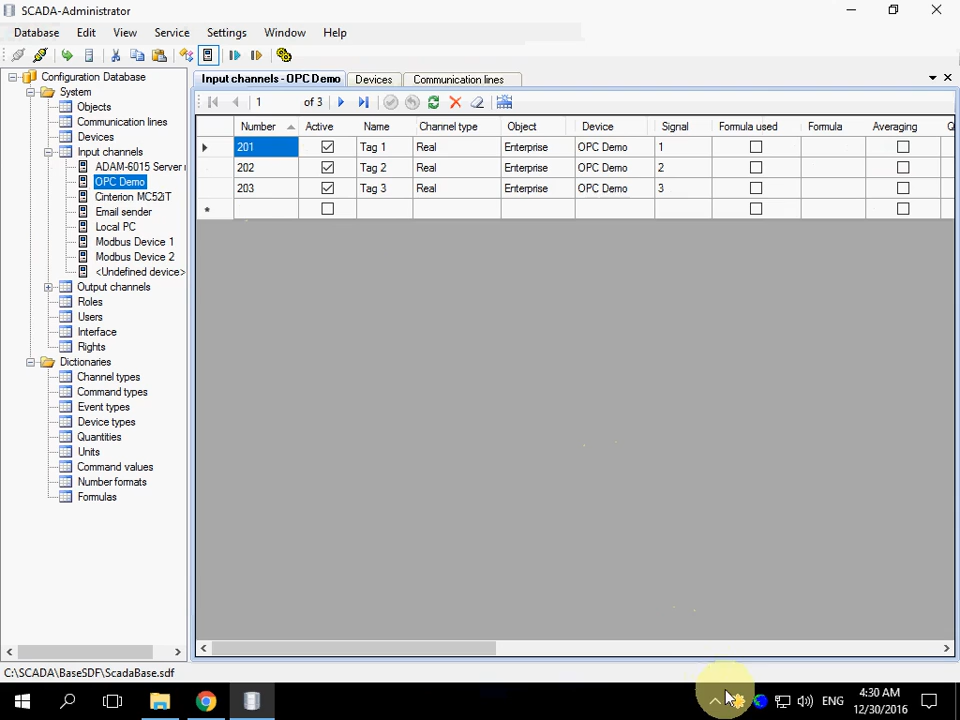 SCADA-Administrator
Database Edit View Service Settings Window Help
Configuration Database
System
Objects
Communication lines
Devices
Input channels
ADAM-6015 Server
OPC Demo
Cinterion MC52iT
Email sender
Local PC
Modbus Device 1
Modbus Device 2
<Undefined device>
Output channels
Roles
Users
Interface
Rights
Dictionaries
Channel types
Command types
Event types
Device types
Quantities
Units
Command values
Number formats
Formulas
Input channels - OPC Demo Devices Communication lines
1 of 3
Number Active Name Channel type Object Device Signal Formula used Formula Averaging Q
201 Tag 1 Real Enterprise OPC Demo 1
202 Tag 2 Real Enterprise OPC Demo 2
203 Tag 3 Real Enterprise OPC Demo 3
C:\SCADA\BaseSDF\ScadaBase.sdf
ENG
4:30 AM
12/30/2016